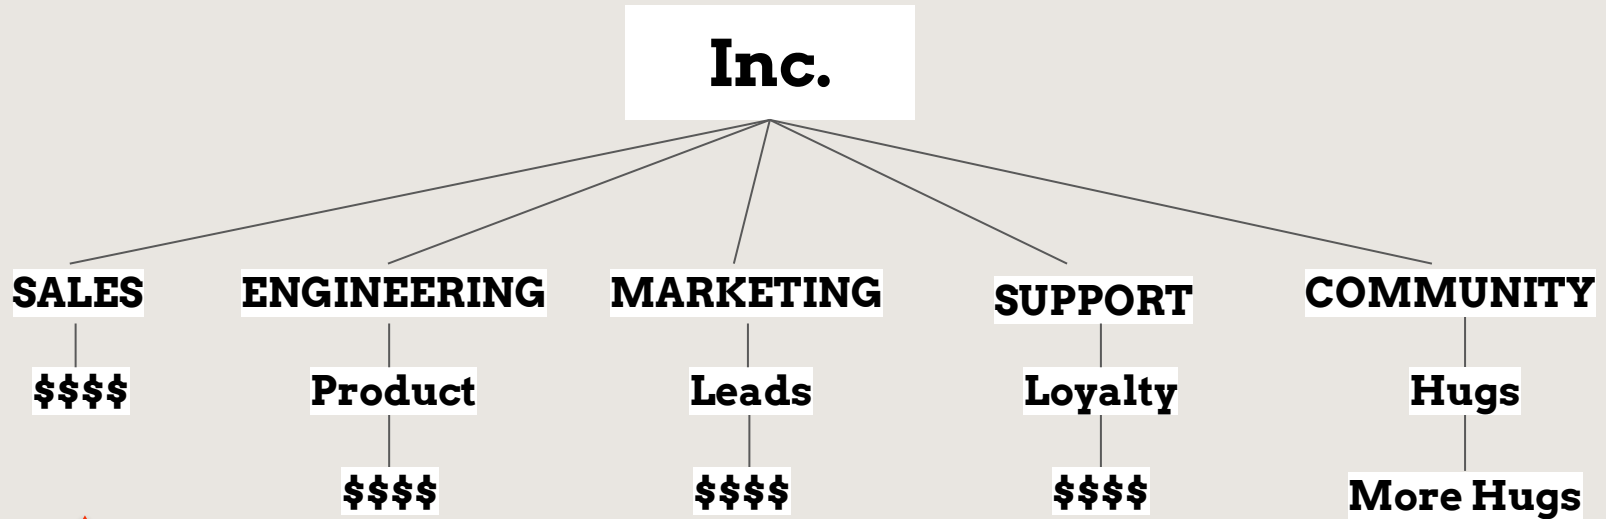 Inc.
SALES ENGINEERING MARKETING SUPPORT COMMUNITY
$$$$ Product Leads Loyalty Hugs
$$$$ $$$$ $$$$ More Hugs